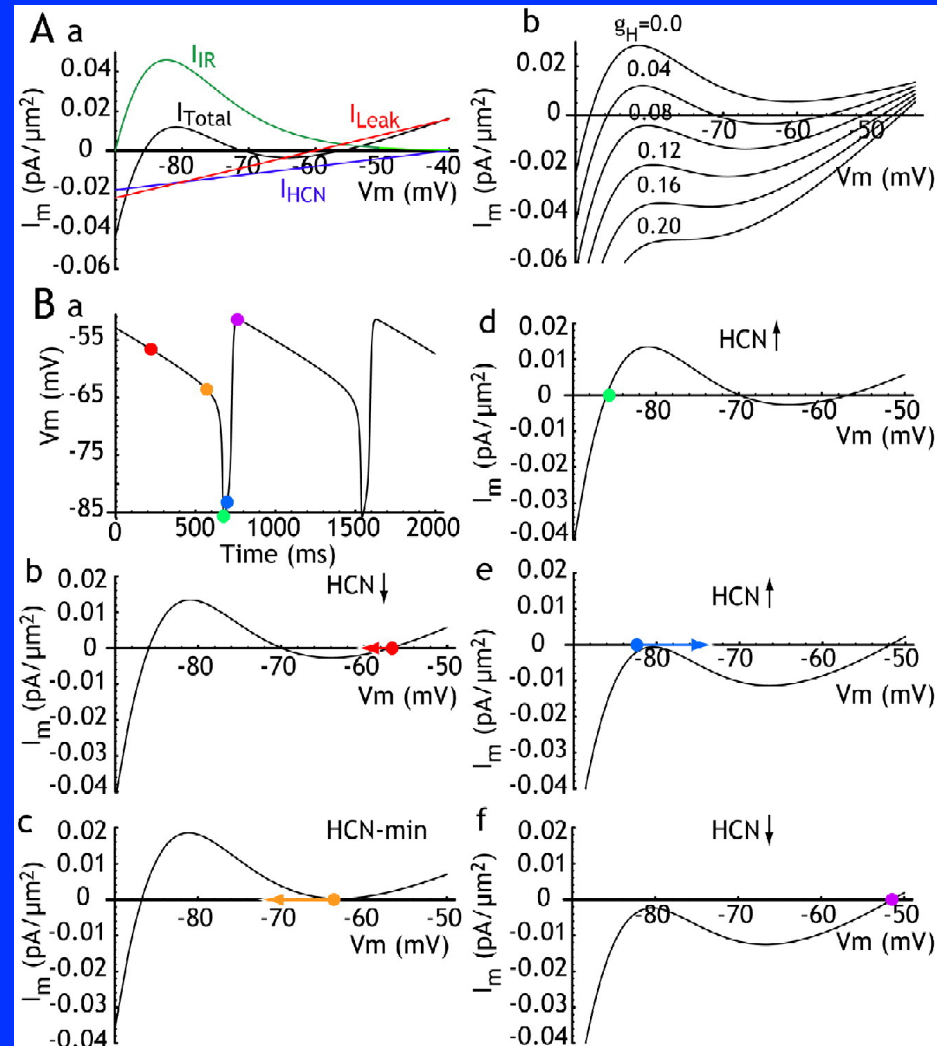 A a
I_IR
I_Total
I_Leak
I_HCN
I_m (pA/μm²)
0.04
0.02
0
-0.02
-0.04
-0.06
-80 -70 -60 -50 -40
Vm (mV)
b
g_H=0.0
0.04
0.08
0.12
0.16
0.20
I_m (pA/μm²)
0.04
0.02
0
-0.02
-0.04
-0.06
-70 -60 -50
Vm (mV)
B a
Vm (mV)
-55
-65
-75
-85
0 500 1000 1500 2000
Time (ms)
d
HCN↑
I_m (pA/μm²)
0.02
0.01
0
-0.01
-0.02
-0.03
-0.04
-80 -70 -60 -50
Vm (mV)
b
HCN↓
I_m (pA/μm²)
0.02
0.01
0
-0.01
-0.02
-0.03
-0.04
-80 -70 -60 -50
Vm (mV)
e
HCN↑
I_m (pA/μm²)
0.02
0.01
0
-0.01
-0.02
-0.03
-0.04
-80 -70 -60 -50
Vm (mV)
c
HCN-min
I_m (pA/μm²)
0.02
0.01
0
-0.01
-0.02
-0.03
-0.04
-80 -70 -60 -50
Vm (mV)
f
HCN↓
I_m (pA/μm²)
0.02
0.01
0
-0.01
-0.02
-0.03
-0.04
-80 -70 -60 -50
Vm (mV)